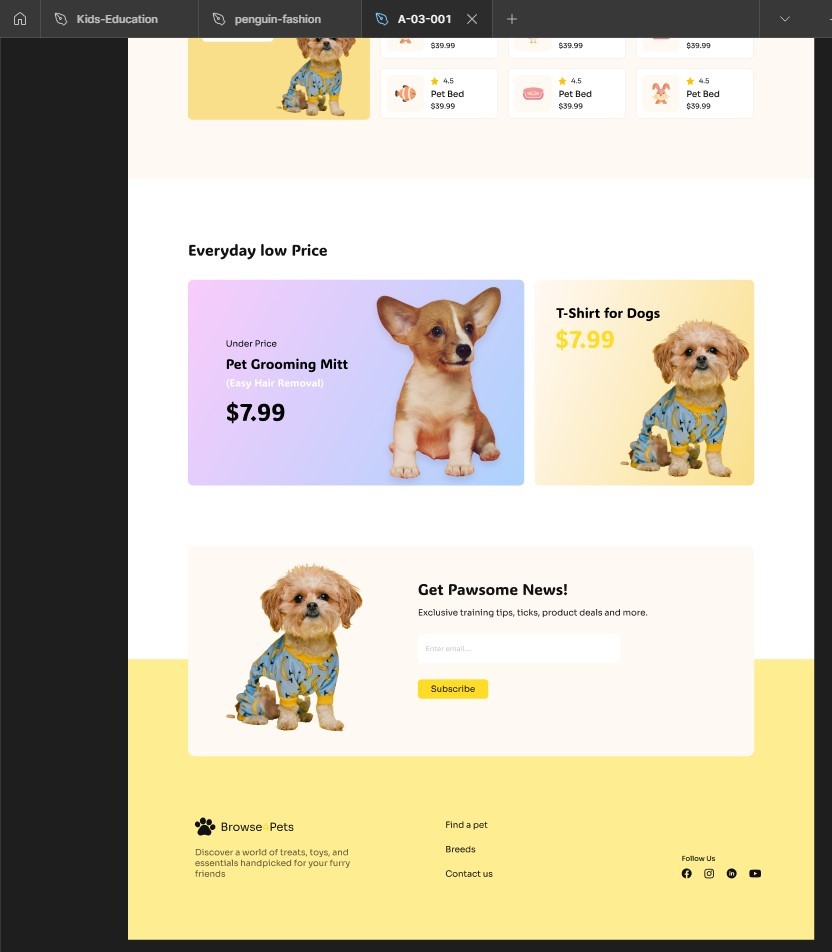 Kids-Education
penguin-fashion
A-03-001
$39.99
$39.99
$39.99
4.5
Pet Bed
$39.99
4.5
Pet Bed
$39.99
4.5
Pet Bed
$39.99
Everyday low Price
Under Price
Pet Grooming Mitt
(Easy Hair Removal)
$7.99
T-Shirt for Dogs
$7.99
Get Pawsome News!
Exclusive training tips, ticks, product deals and more.
Enter email...
Subscribe
Browse4Pets
Discover a world of treats, toys, and
essentials handpicked for your furry
friends
Find a pet
Breeds
Contact us
Follow Us